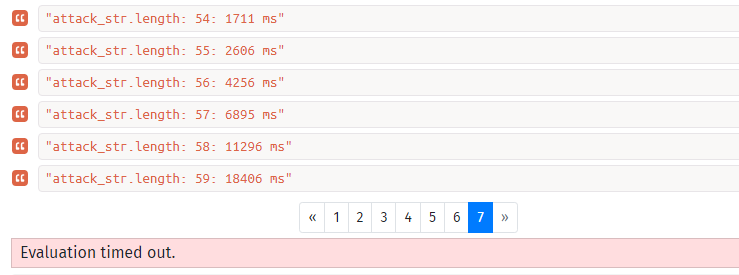 "attack_str.length: 54: 1711 ms"
"attack_str.length: 55: 2606 ms"
"attack_str.length: 56: 4256 ms"
"attack_str.length: 57: 6895 ms"
"attack_str.length: 58: 11296 ms"
"attack_str.length: 59: 18406 ms"
« 1 2 3 4 5 6 7 »
Evaluation timed out.